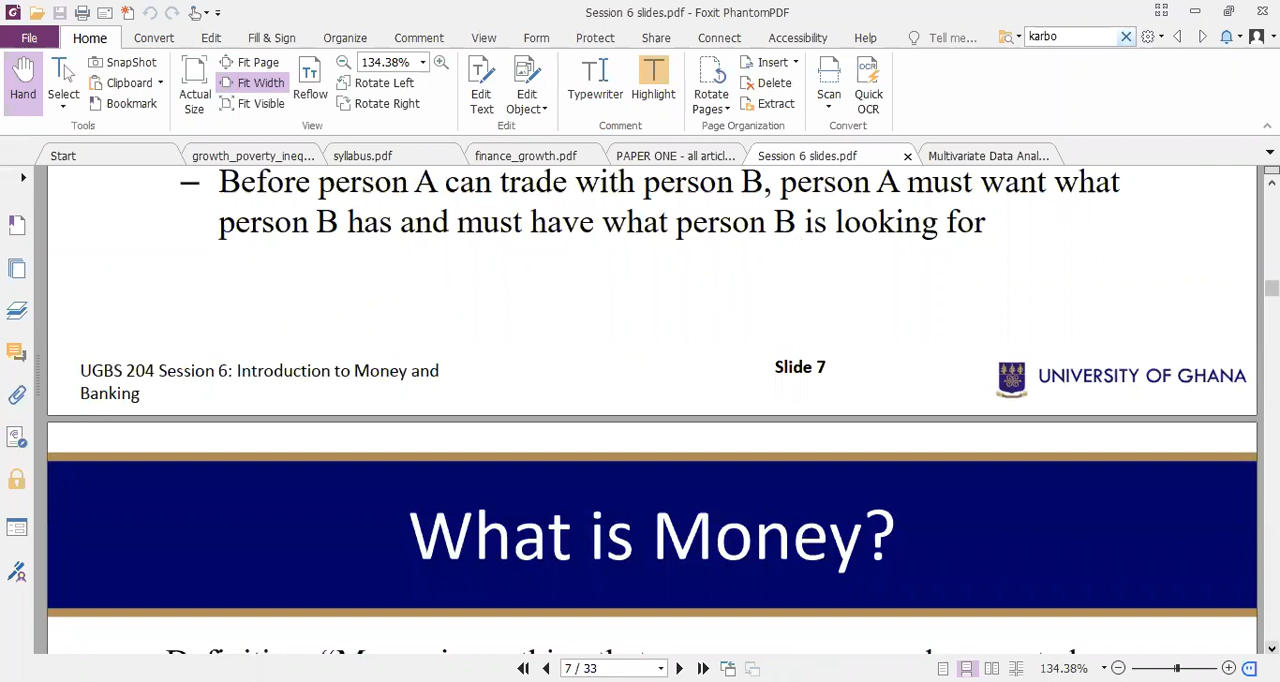 Session 6 slides.pdf - Foxit PhantomPDF
File Home Convert Edit Fill & Sign Organize Comment View Form Protect Share Connect Accessibility Help Tell me... karbo
Hand
Select
SnapShot
Clipboard
Bookmark
Tools
Actual Size
Fit Page
Fit Width
Fit Visible
Reflow
134.38%
Rotate Left
Rotate Right
View
Edit Text
Edit Object
Edit
Typewriter
Highlight
Comment
Rotate Pages
Insert
Delete
Extract
Page Organization
Scan
Quick OCR
Convert
Start growth_poverty_ineq... syllabus.pdf finance_growth.pdf PAPER ONE - all articl... Session 6 slides.pdf Multivariate Data Anal...
– Before person A can trade with person B, person A must want what
person B has and must have what person B is looking for
UGBS 204 Session 6: Introduction to Money and
Banking
Slide 7
UNIVERSITY OF GHANA
What is Money?
7 / 33
134.38%